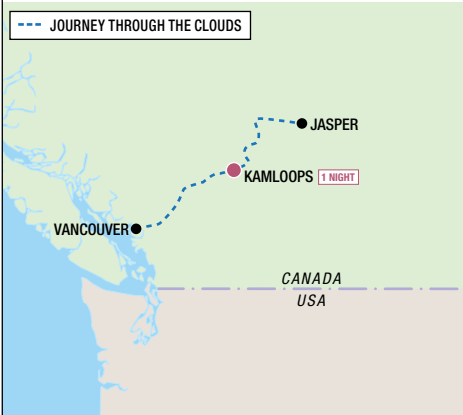 JOURNEY THROUGH THE CLOUDS
JASPER
KAMLOOPS 1 NIGHT
VANCOUVER
CANADA
USA